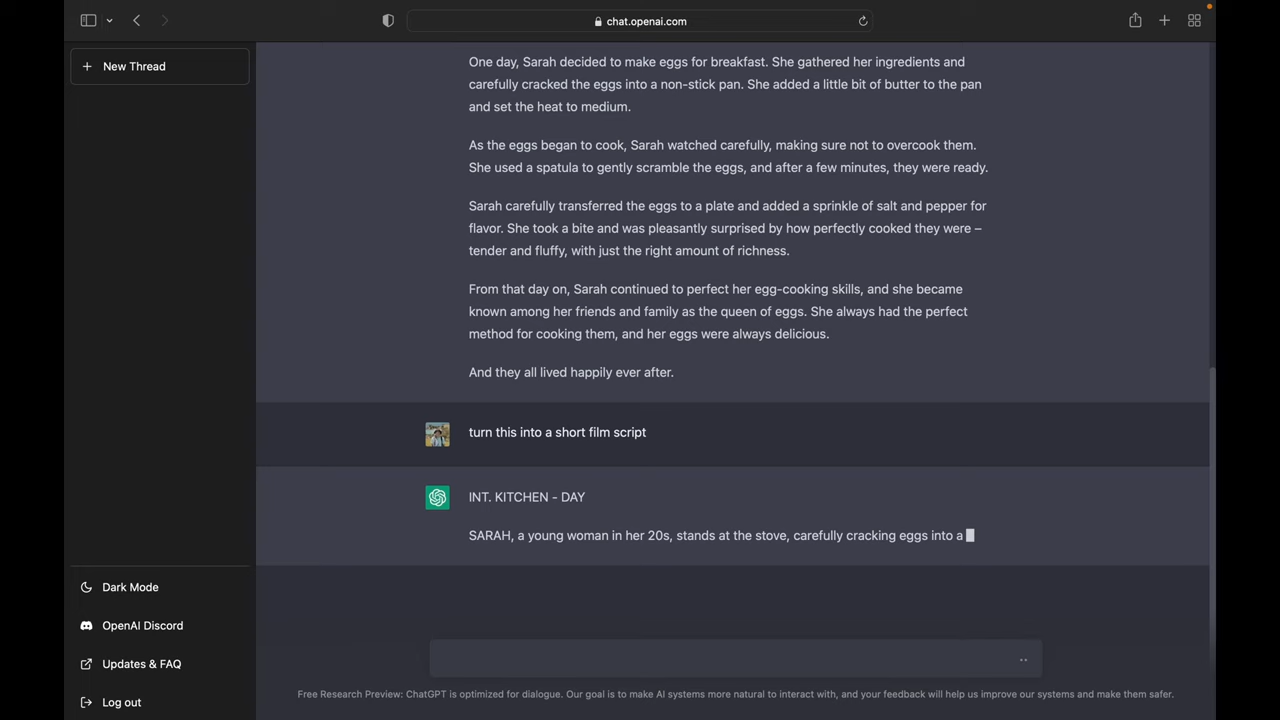 chat.openai.com
New Thread
One day, Sarah decided to make eggs for breakfast. She gathered her ingredients and
carefully cracked the eggs into a non-stick pan. She added a little bit of butter to the pan
and set the heat to medium.
As the eggs began to cook, Sarah watched carefully, making sure not to overcook them.
She used a spatula to gently scramble the eggs, and after a few minutes, they were ready.
Sarah carefully transferred the eggs to a plate and added a sprinkle of salt and pepper for
flavor. She took a bite and was pleasantly surprised by how perfectly cooked they were –
tender and fluffy, with just the right amount of richness.
From that day on, Sarah continued to perfect her egg-cooking skills, and she became
known among her friends and family as the queen of eggs. She always had the perfect
method for cooking them, and her eggs were always delicious.
And they all lived happily ever after.
turn this into a short film script
INT. KITCHEN - DAY
SARAH, a young woman in her 20s, stands at the stove, carefully cracking eggs into a
Dark Mode
OpenAI Discord
Updates & FAQ
Log out
Free Research Preview: ChatGPT is optimized for dialogue. Our goal is to make AI systems more natural to interact with, and your feedback will help us improve our systems and make them safer.